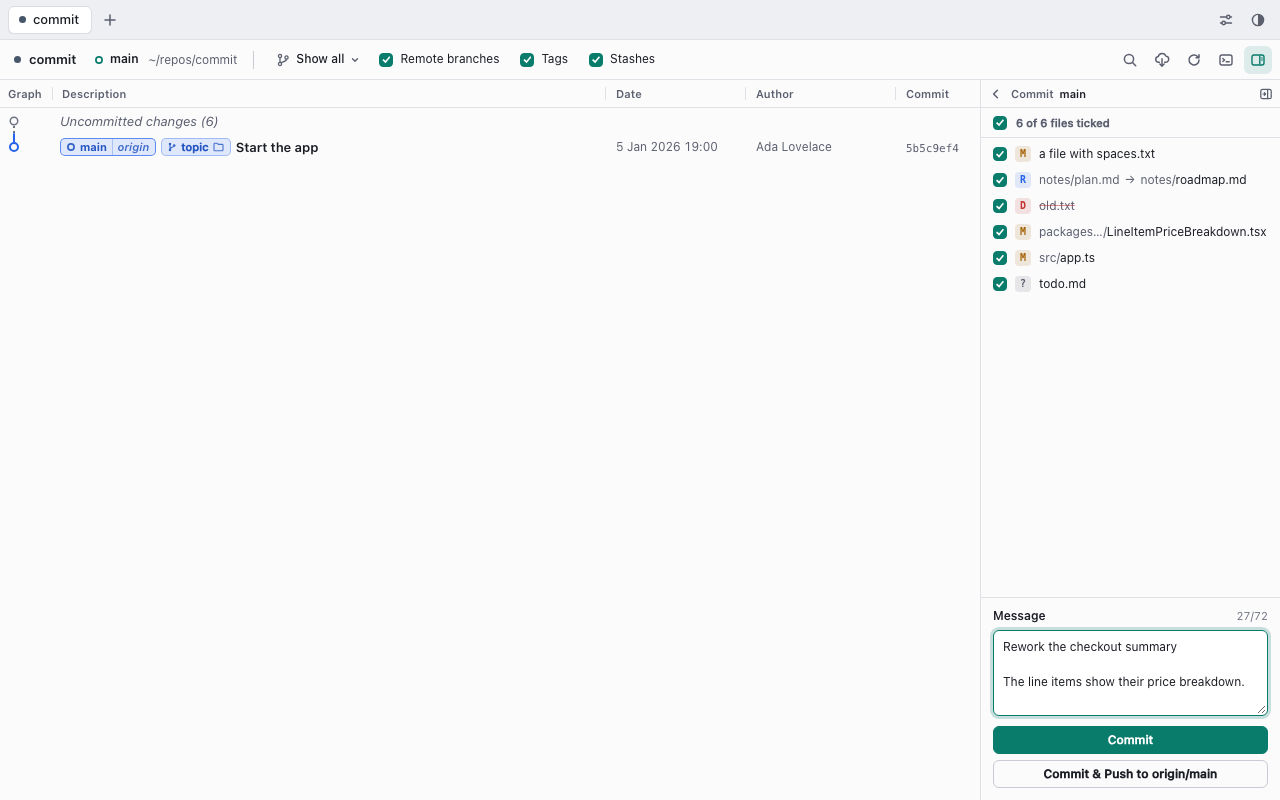 commit
commit main ~/repos/commit Show all Remote branches Tags Stashes
Graph Description Date Author Commit
Uncommitted changes (6)
main origin topic Start the app 5 Jan 2026 19:00 Ada Lovelace 5b5c9ef4
Commit main
6 of 6 files ticked
M a file with spaces.txt
R notes/plan.md → notes/roadmap.md
D old.txt
M packages.../LineItemPriceBreakdown.tsx
M src/app.ts
? todo.md
Message 27/72
Rework the checkout summary
The line items show their price breakdown.
Commit
Commit & Push to origin/main